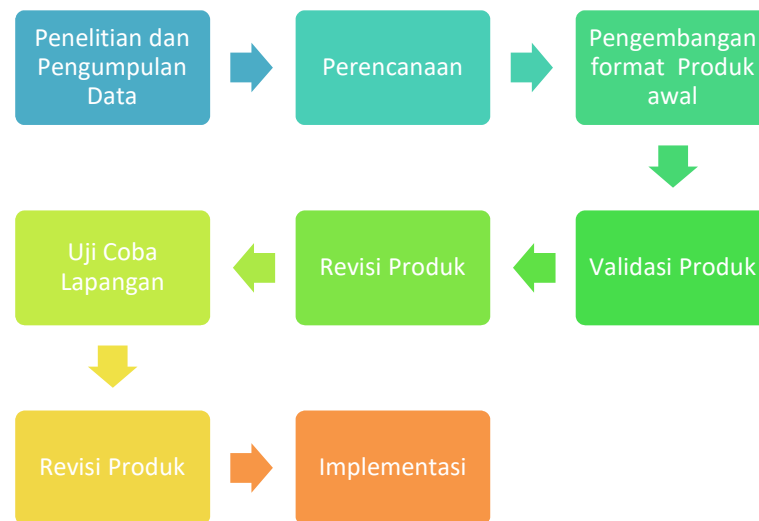 Penelitian dan
Pengumpulan
Data
Perencanaan
Pengembangan
format Produk
awal
Validasi Produk
Revisi Produk
Uji Coba
Lapangan
Revisi Produk
Implementasi